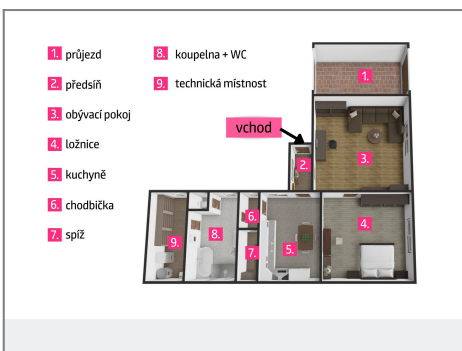 1. průjezd
2. předsíň
3. obývací pokoj
4. ložnice
5. kuchyně
6. chodbička
7. spíž
8. koupelna + WC
9. technická místnost
vchod
1.
2.
3.
4.
5.
6.
7.
8.
9.